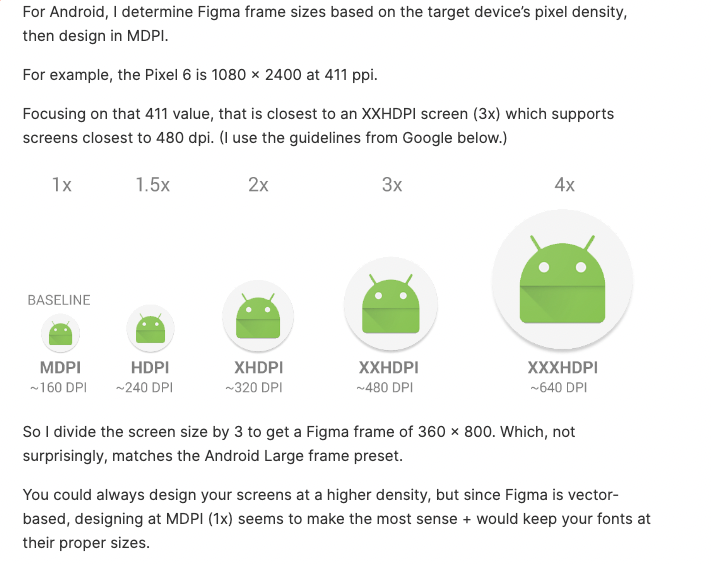 For Android, I determine Figma frame sizes based on the target device’s pixel density,
then design in MDPI.
For example, the Pixel 6 is 1080 × 2400 at 411 ppi.
Focusing on that 411 value, that is closest to an XXHDPI screen (3x) which supports
screens closest to 480 dpi. (I use the guidelines from Google below.)
1x 1.5x 2x 3x 4x
BASELINE
MDPI HDPI XHDPI XXHDPI XXXHDPI
~160 DPI ~240 DPI ~320 DPI ~480 DPI ~640 DPI
So I divide the screen size by 3 to get a Figma frame of 360 × 800. Which, not
surprisingly, matches the Android Large frame preset.
You could always design your screens at a higher density, but since Figma is vector-
based, designing at MDPI (1x) seems to make the most sense + would keep your fonts at
their proper sizes.